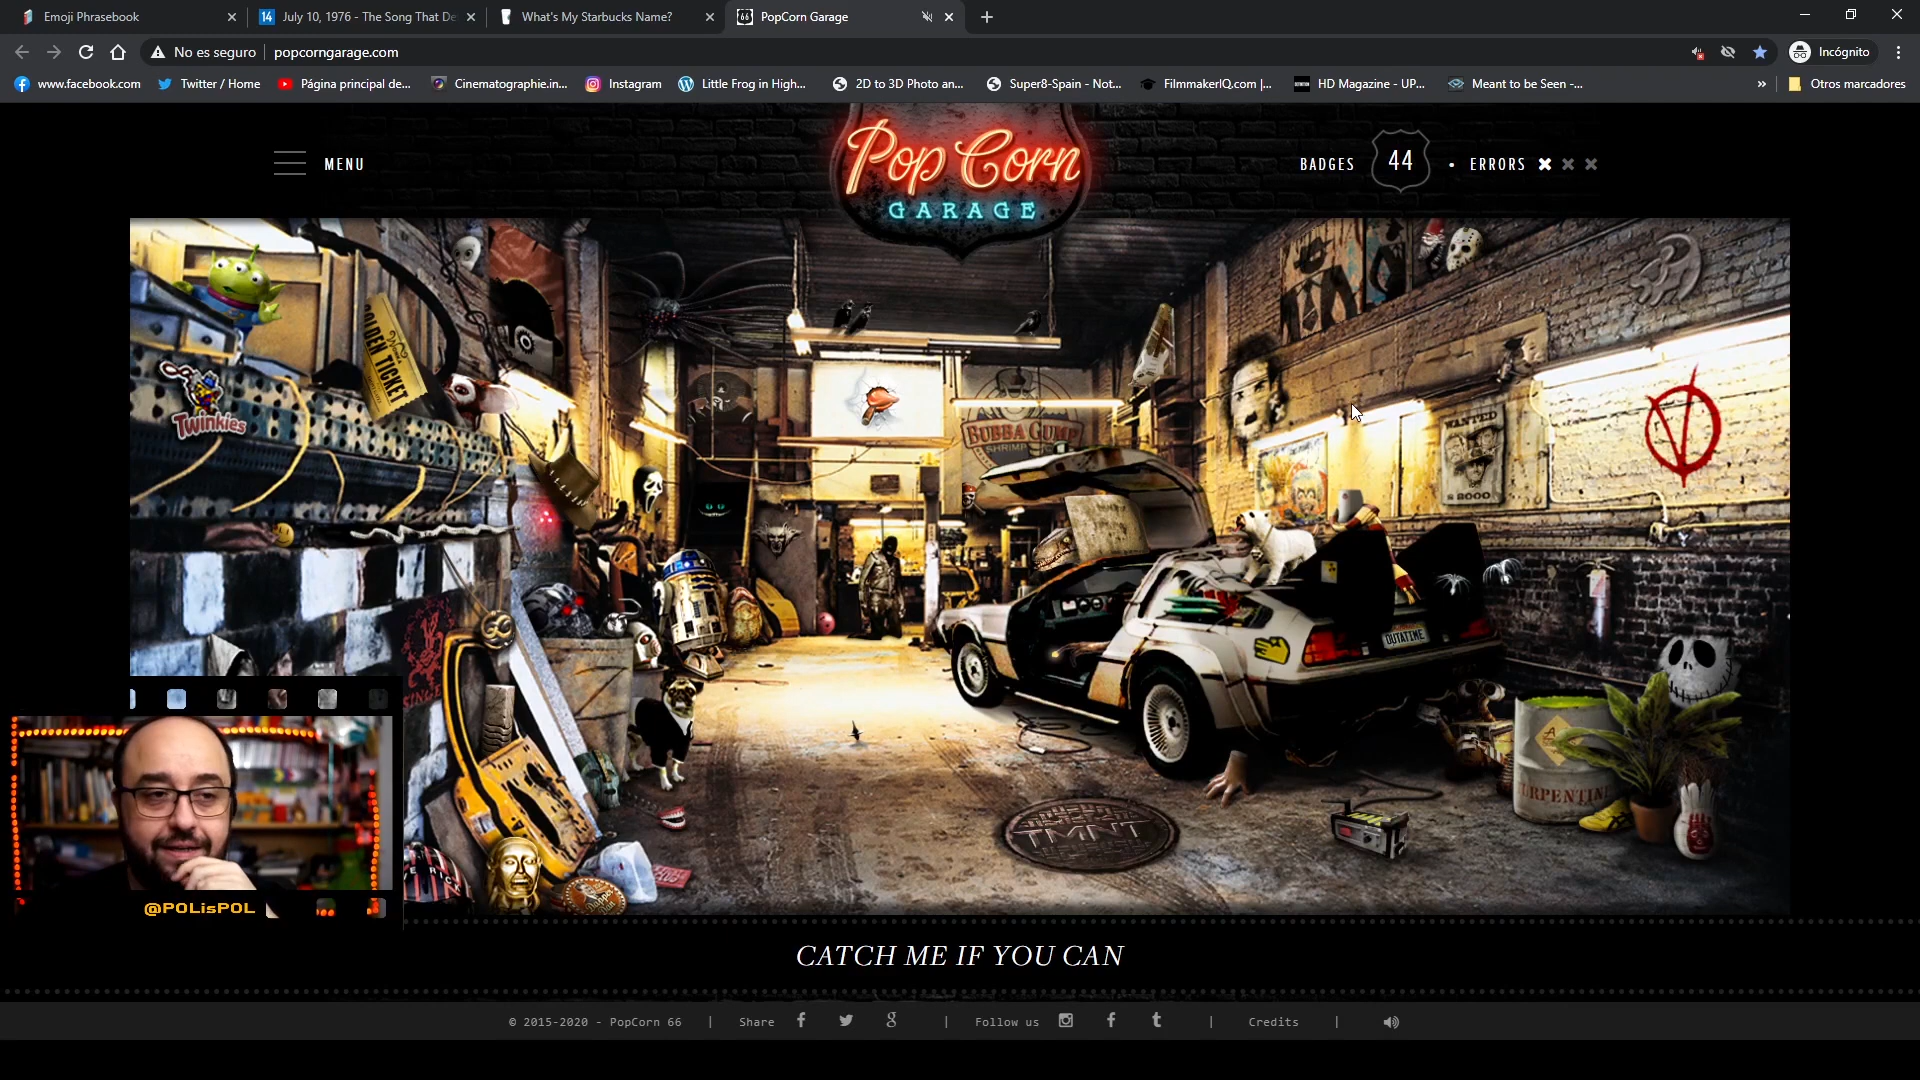 Emoji Phrasebook
July 10, 1976 - The Song That De
What's My Starbucks Name?
PopCorn Garage
No es seguro
popcorngarage.com
Incógnito
www.facebook.com
Twitter / Home
Página principal de...
Cinematographie.in...
Instagram
Little Frog in High...
2D to 3D Photo an...
Super8-Spain - Not...
FilmmakerIQ.com |...
HD Magazine - UP...
Meant to be Seen -...
»
Otros marcadores
MENU
Pop Corn
GARAGE
BADGES
44
•
ERRORS
GOLDEN TICKET
Twinkies
BUBBA GUMP
SHRIMP
WANTED
$ 2000
V
OUTATIME
TMNT
@POLisPOL
CATCH ME IF YOU CAN
© 2015-2020 - PopCorn 66 | Share | Follow us | Credits |